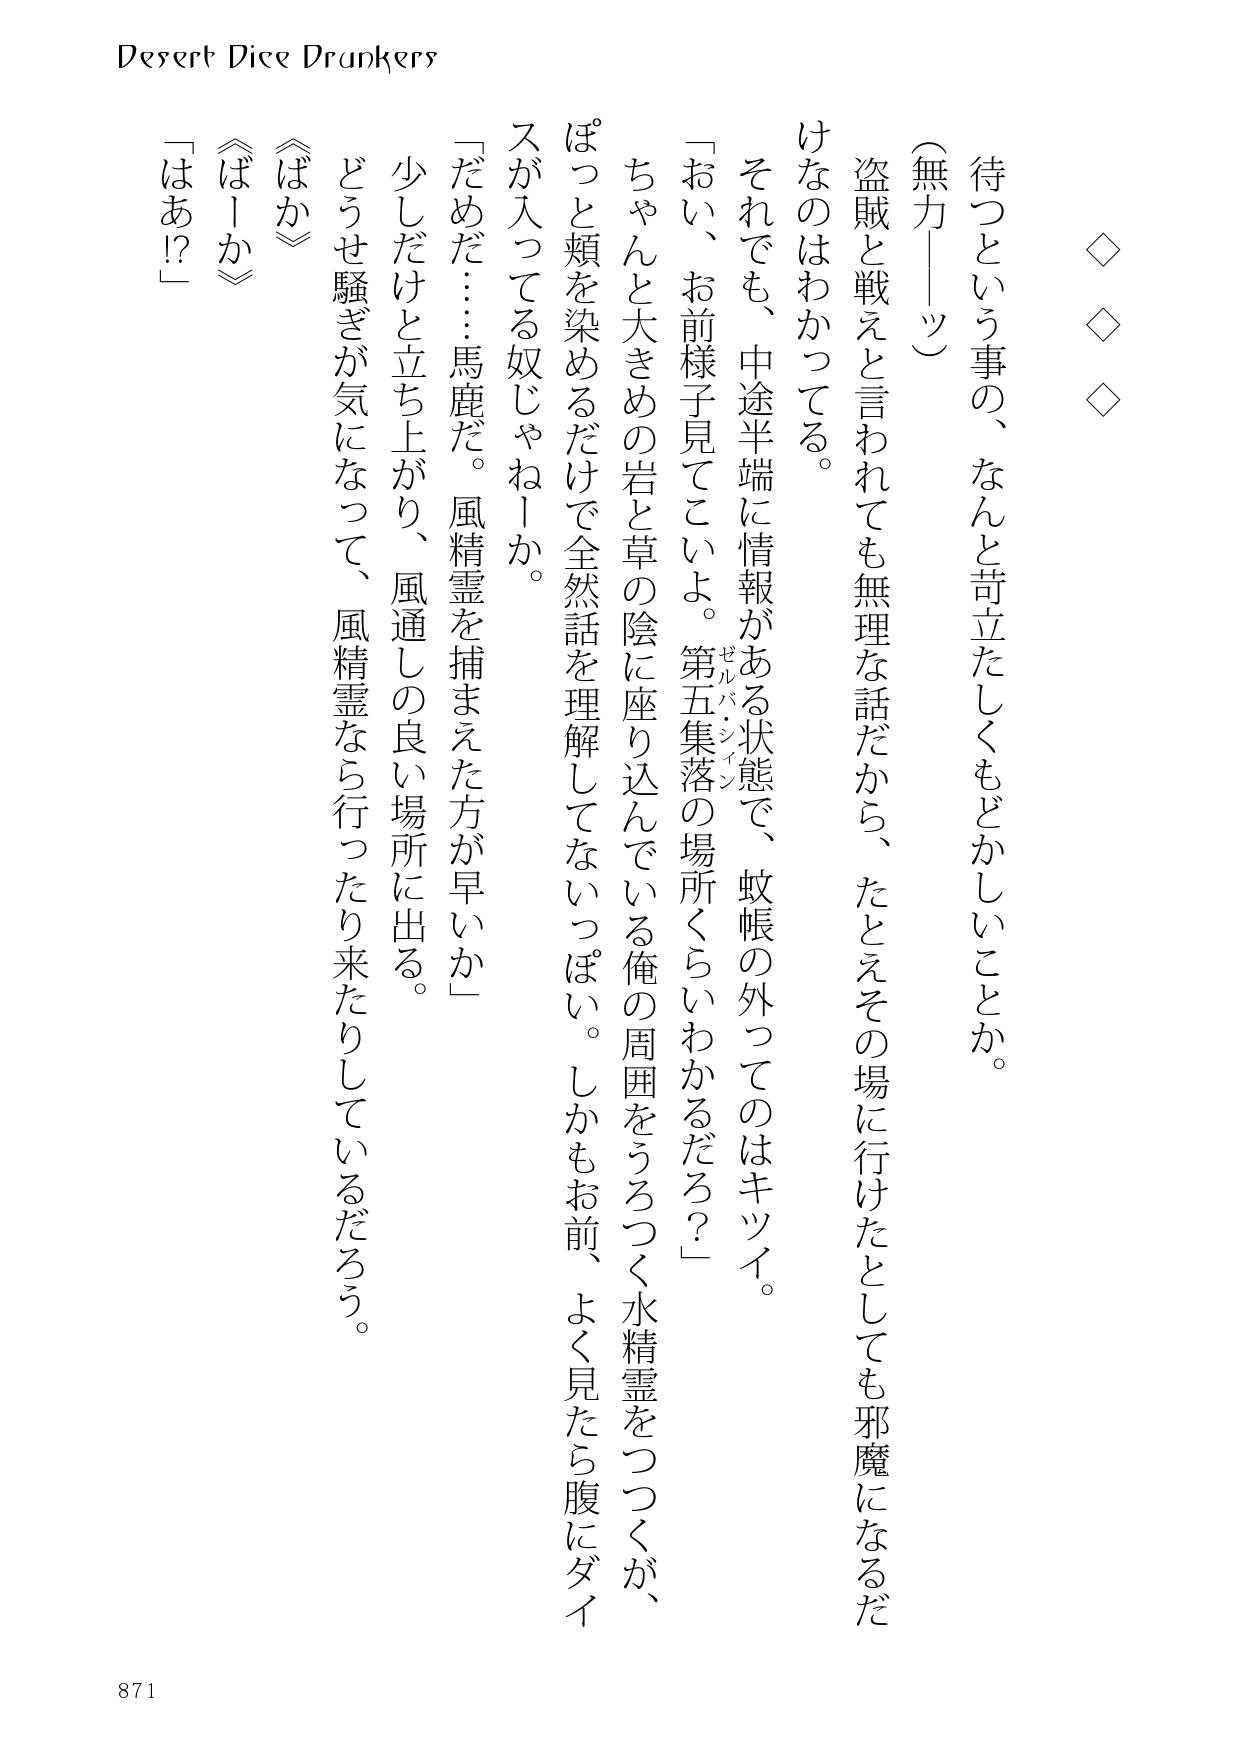 Desert Dice Drunkers
◇　◇　◇
待つという事の、なんと苛立たしくもどかしいことか。
（無力――ッ）
盗賊と戦えと言われても無理な話だから、たとえその場に行けたとしても邪魔になるだ
けなのはわかってる。
それでも、中途半端に情報がある状態で、蚊帳の外ってのはキツイ。
「おい、お前様子見てこいよ。第五集落の場所くらいわかるだろ？」
ゼルバ・シイン
ちゃんと大きめの岩と草の陰に座り込んでいる俺の周囲をうろつく水精霊をつつくが、
ぽっと頬を染めるだけで全然話を理解してないっぽい。しかもお前、よく見たら腹にダイ
スが入ってる奴じゃねーか。
「だめだ……馬鹿だ。風精霊を捕まえた方が早いか」
少しだけと立ち上がり、風通しの良い場所に出る。
どうせ騒ぎが気になって、風精霊なら行ったり来たりしているだろう。
《ばか》
《ばーか》
「はあ!?」
871